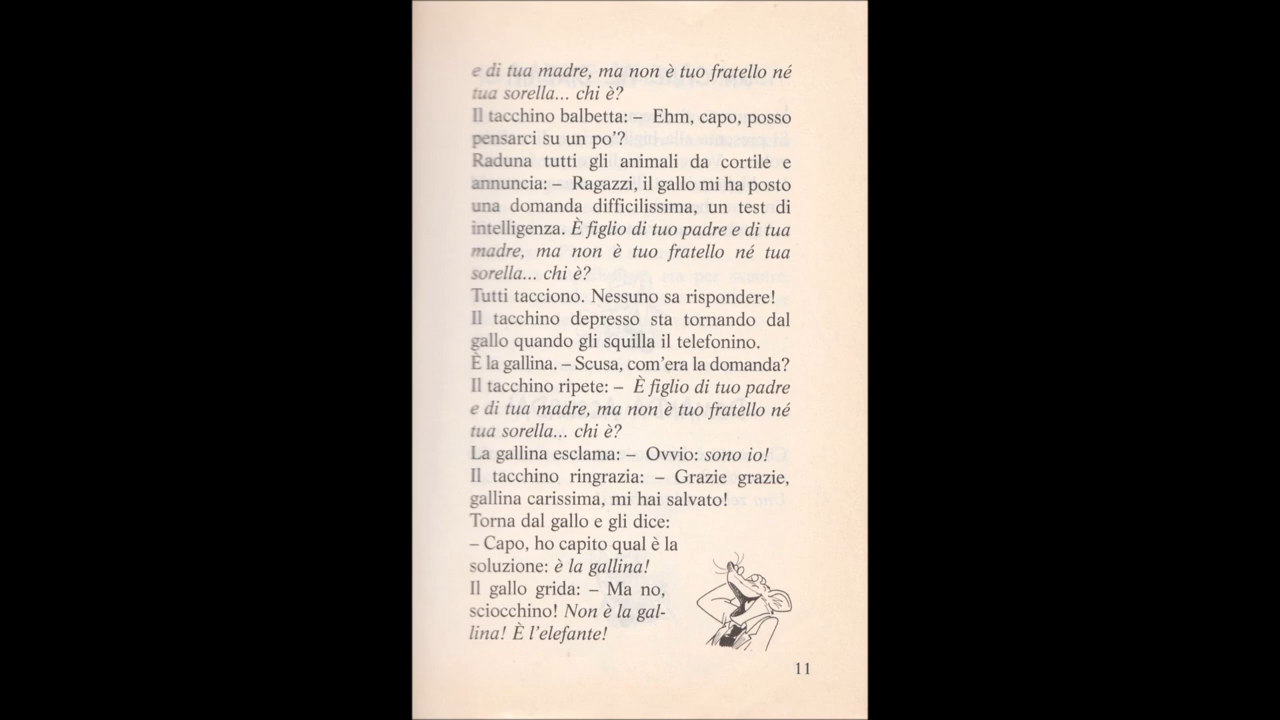 e di tua madre, ma non è tuo fratello né
tua sorella... chi è?
Il tacchino balbetta: – Ehm, capo, posso
pensarci su un po’?
Raduna tutti gli animali da cortile e
annuncia: – Ragazzi, il gallo mi ha posto
una domanda difficilissima, un test di
intelligenza. È figlio di tuo padre e di tua
madre, ma non è tuo fratello né tua
sorella... chi è?
Tutti tacciono. Nessuno sa rispondere!
Il tacchino depresso sta tornando dal
gallo quando gli squilla il telefonino.
È la gallina. – Scusa, com’era la domanda?
Il tacchino ripete: – È figlio di tuo padre
e di tua madre, ma non è tuo fratello né
tua sorella... chi è?
La gallina esclama: – Ovvio: sono io!
Il tacchino ringrazia: – Grazie grazie,
gallina carissima, mi hai salvato!
Torna dal gallo e gli dice:
– Capo, ho capito qual è la
soluzione: è la gallina!
Il gallo grida: – Ma no,
sciocchino! Non è la gal-
lina! È l’elefante!
11